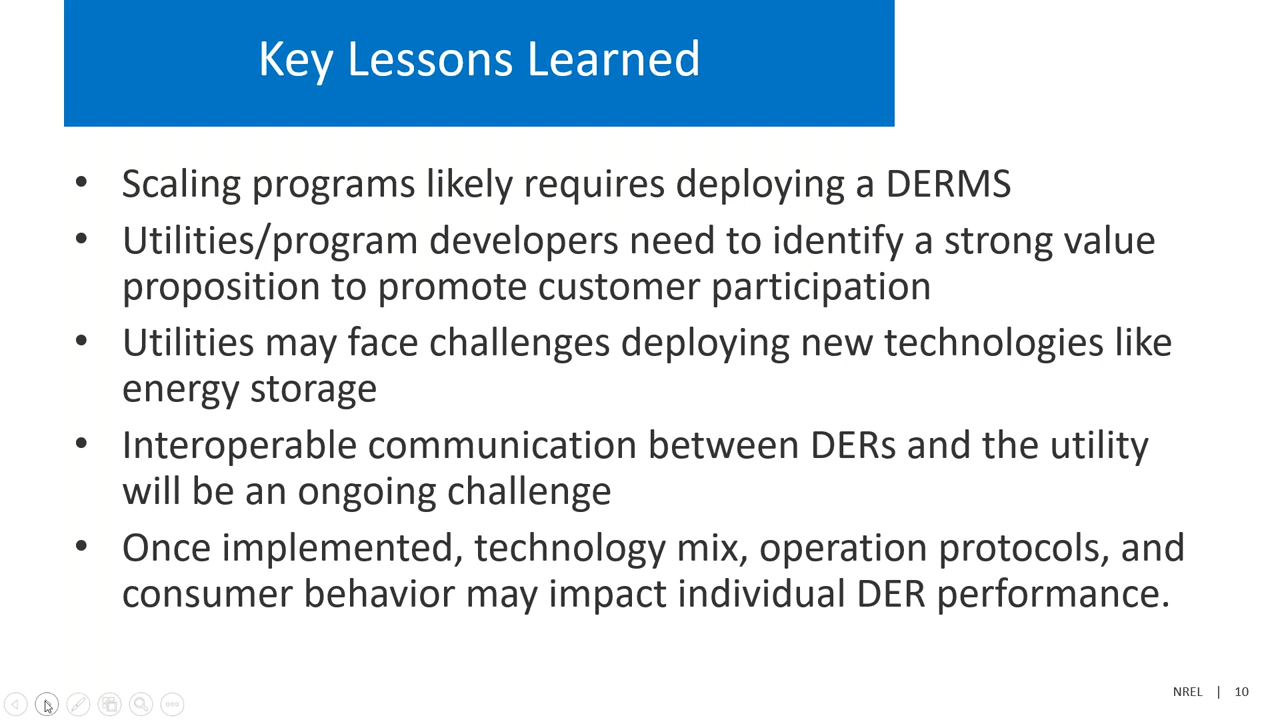 Key Lessons Learned
• Scaling programs likely requires deploying a DERMS
• Utilities/program developers need to identify a strong value
proposition to promote customer participation
• Utilities may face challenges deploying new technologies like
energy storage
• Interoperable communication between DERs and the utility
will be an ongoing challenge
• Once implemented, technology mix, operation protocols, and
consumer behavior may impact individual DER performance.
NREL | 10